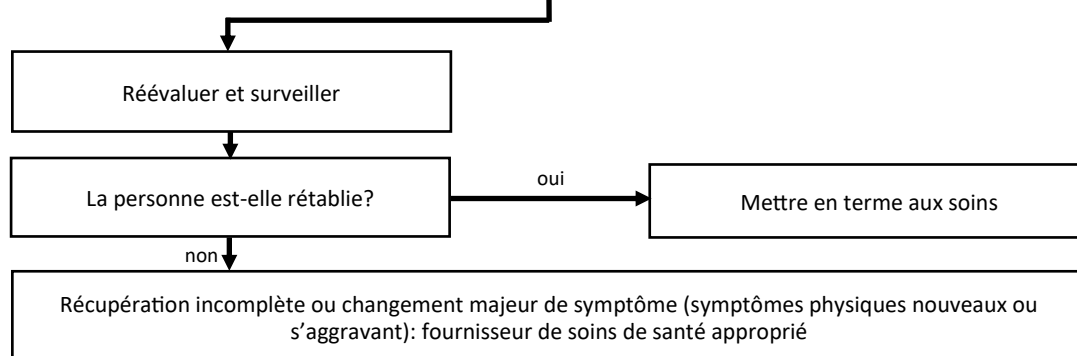 Réévaluer et surveiller
La personne est-elle rétablie?
oui
Mettre en terme aux soins
non
Récupération incomplète ou changement majeur de symptôme (symptômes physiques nouveaux ou
s’aggravant): fournisseur de soins de santé approprié